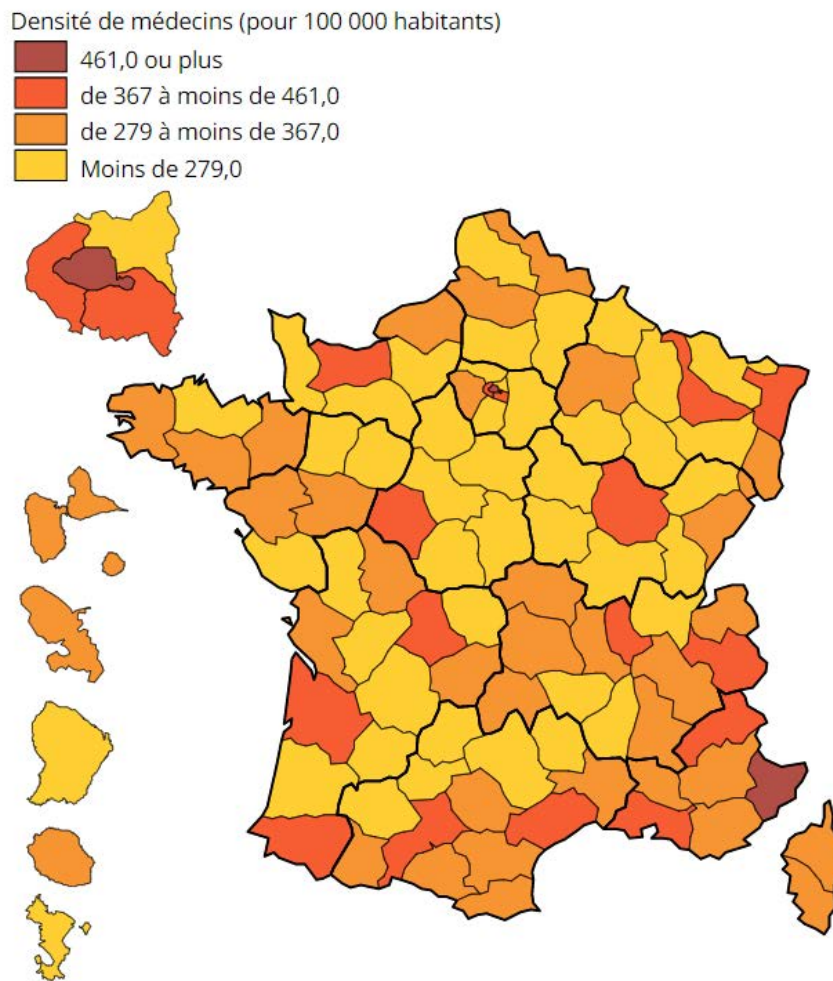 Densité de médecins (pour 100 000 habitants)
461,0 ou plus
de 367 à moins de 461,0
de 279 à moins de 367,0
Moins de 279,0